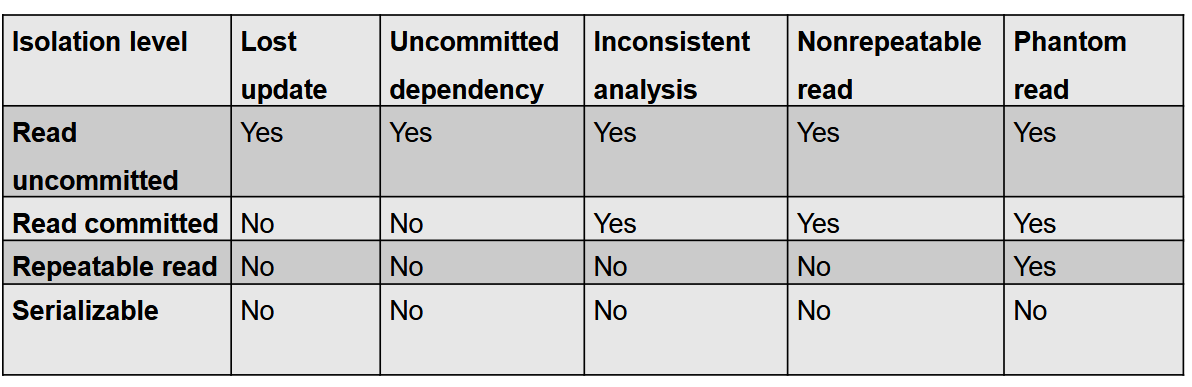 Isolation level Lost update Uncommitted dependency Inconsistent analysis Nonrepeatable read Phantom read
Read uncommitted Yes Yes Yes Yes Yes
Read committed No No Yes Yes Yes
Repeatable read No No No No Yes
Serializable No No No No No